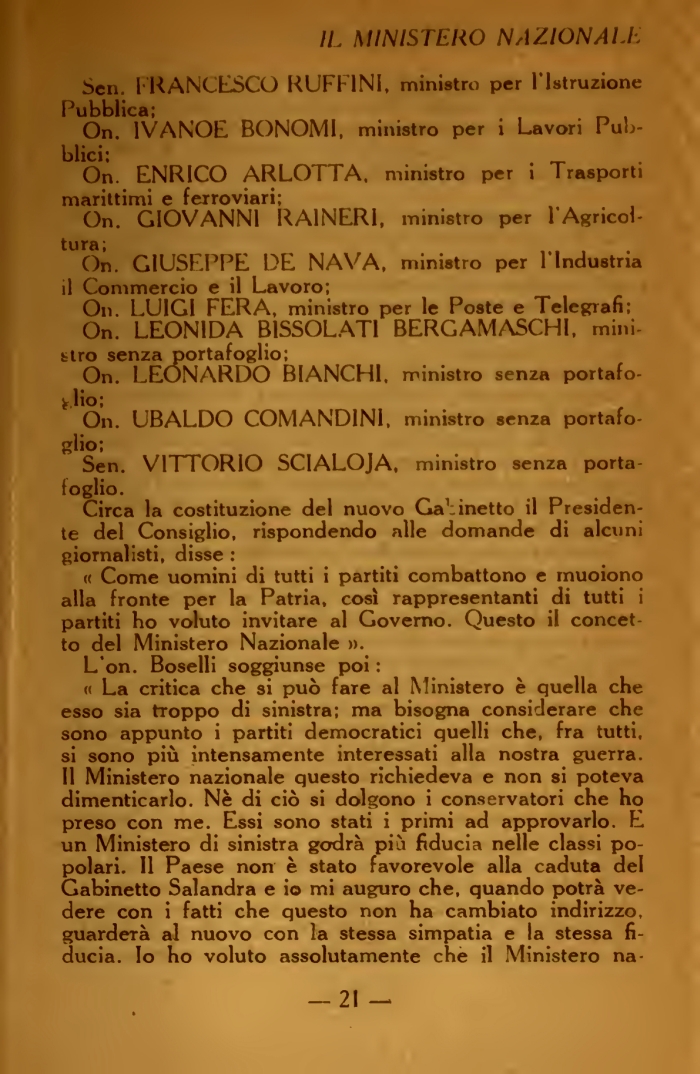 IL MINISTERO NAZIONALE
Sen. FRANCESCO RUFFINI, ministro per l'Istruzione
Pubblica;
On. IVANOE BONOMI, ministro per i Lavori Pub-
blici;
On. ENRICO ARLOTTA, ministro per i Trasporti
marittimi e ferroviari;
On. GIOVANNI RAINERI, ministro per l'Agricol-
tura;
On. GIUSEPPE DE NAVA, ministro per l'Industria
il Commercio e il Lavoro;
On. LUIGI FERA, ministro per le Poste e Telegrafi;
On. LEONIDA BISSOLATI BERGAMASCHI, mini-
stro senza portafoglio;
On. LEONARDO BIANCHI, ministro senza portafo-
glio;
On. UBALDO COMANDINI, ministro senza portafo-
glio;
Sen. VITTORIO SCIALOJA, ministro senza porta-
foglio.
Circa la costituzione del nuovo Gabinetto il Presiden-
te del Consiglio, rispondendo alle domande di alcuni
giornalisti, disse :
« Come uomini di tutti i partiti combattono e muoiono
alla fronte per la Patria, così rappresentanti di tutti i
partiti ho voluto invitare al Governo. Questo il concet-
to del Ministero Nazionale ».
L'on. Boselli soggiunse poi :
« La critica che si può fare al Ministero è quella che
esso sia troppo di sinistra; ma bisogna considerare che
sono appunto i partiti democratici quelli che, fra tutti,
si sono più intensamente interessati alla nostra guerra.
Il Ministero nazionale questo richiedeva e non si poteva
dimenticarlo. Nè di ciò si dolgono i conservatori che ho
preso con me. Essi sono stati i primi ad approvarlo. E
un Ministero di sinistra godrà più fiducia nelle classi po-
polari. Il Paese non è stato favorevole alla caduta del
Gabinetto Salandra e io mi auguro che, quando potrà ve-
dere con i fatti che questo non ha cambiato indirizzo,
guarderà al nuovo con la stessa simpatia e la stessa fi-
ducia. Io ho voluto assolutamente che il Ministero na-
— 21 —